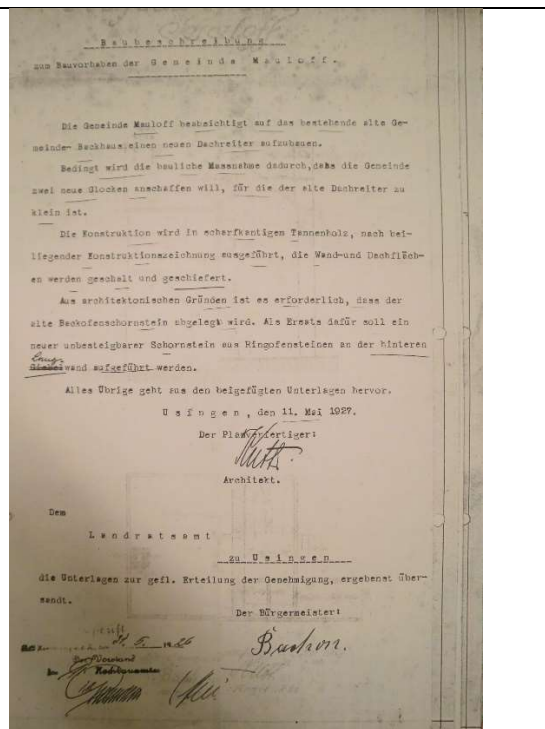 Baubeschreibung
zum Bauvorhaben der Gemeinde Mauloff.
Die Gemeinde Mauloff beabsichtigt auf das bestehende alte Ge-
meinde- Backhaus einen neuen Dachreiter aufzubauen.
Bedingt wird die bauliche Massnahme dadurch, dass die Gemeinde
zwei neue Glocken anschaffen will, für die der alte Dachreiter zu
klein ist.
Die Konstruktion wird in scharfkantigem Tannenholz, nach bei-
liegender Konstruktionszeichnung ausgeführt, die Wand-und Dachfläch-
en werden geschalt und geschiefert.
Aus architektonischen Gründen ist es erforderlich, dass der
alte Backofenschornstein abgelegt wird. Als Ersatz dafür soll ein
neuer unbesteigbarer Schornstein aus Ringofensteinen an der hinteren
Längs
Giebelwand aufgeführt werden.
Alles Übrige geht aus den beigefügten Unterlagen hervor.
Usingen, den 11. Mai 1927.
Der Planverfertiger:
Architekt.
Dem
Landratsamt
zu Usingen
die Unterlagen zur gefl. Erteilung der Genehmigung, ergebenst über-
sandt.
Der Bürgermeister:
Der Vorstand
Hochbauamtes